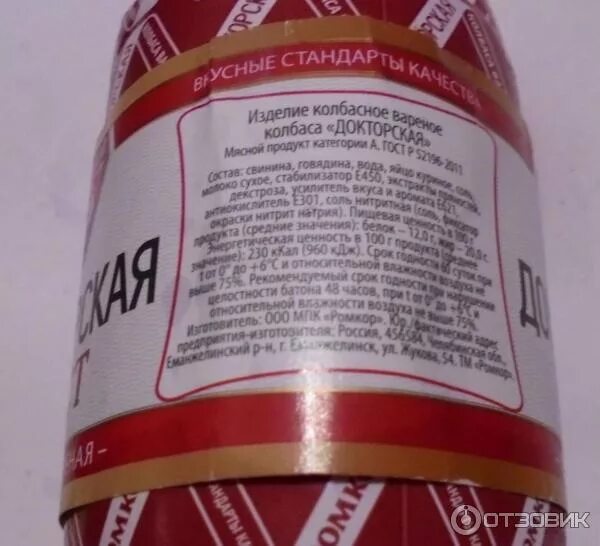 ВКУСНЫЕ СТАНДАРТЫ КАЧЕСТВА
Изделие колбасное вареное
колбаса «ДОКТОРСКАЯ»
Мясной продукт категории А. ГОСТ Р 52196-2011
Состав: свинина, говядина, вода, яйцо куриное, соль,
молоко сухое, стабилизатор Е450, экстракты пряностей,
декстроза, усилитель вкуса и аромата Е621,
антиокислитель Е301, соль нитритная (соль, фиксатор
окраски нитрит натрия). Пищевая ценность в 100 г
продукта (средние значения): белок – 12,0 г, жир – 20,0 г.
Энергетическая ценность в 100 г продукта (средние
значение): 230 кКал (960 кДж). Срок годности 60 суток при
t от 0° до +6°С и относительной влажности воздуха не
выше 75%. Рекомендуемый срок годности при нарушении
целостности батона 48 часов, при t от 0° до +6°С и
относительной влажности воздуха не выше 75%.
Изготовитель: ООО МПК «Ромкор». Юр./фактический адрес
предприятия-изготовителя: Россия, 456584, Челябинская обл.,
Еманжелинский р-н, г. Еманжелинск, ул. Жукова, 54. ТМ «Ромкор».
РСКАЯ
Т
ДО
НАЯ –
РОМКОР
СТАНДАРТЫ КАЧЕ
ОТЗОВИК